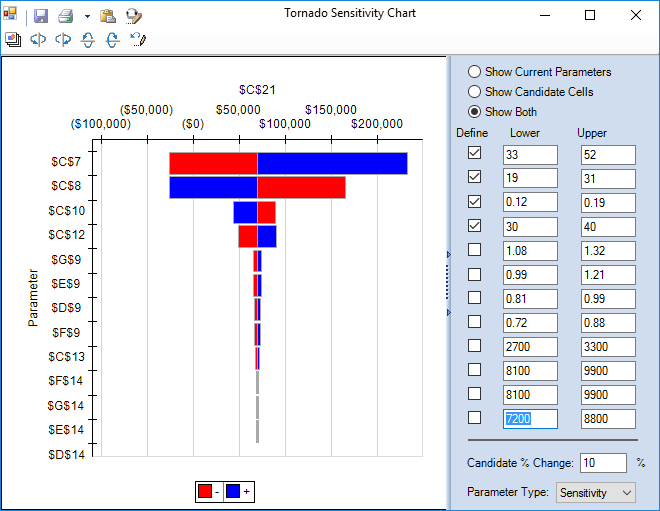 Tornado Sensitivity Chart
$C$21
($50,000) $50,000 $150,000
($100,000) ($0) $100,000 $200,000
Parameter
$C$7
$C$8
$C$10
$C$12
$G$9
$E$9
$D$9
$F$9
$C$13
$F$14
$G$14
$E$14
$D$14
- +
Show Current Parameters
Show Candidate Cells
Show Both
Define Lower Upper
33 52
19 31
0.12 0.19
30 40
1.08 1.32
0.99 1.21
0.81 0.99
0.72 0.88
2700 3300
8100 9900
8100 9900
7200 8800
Candidate % Change: 10 %
Parameter Type: Sensitivity